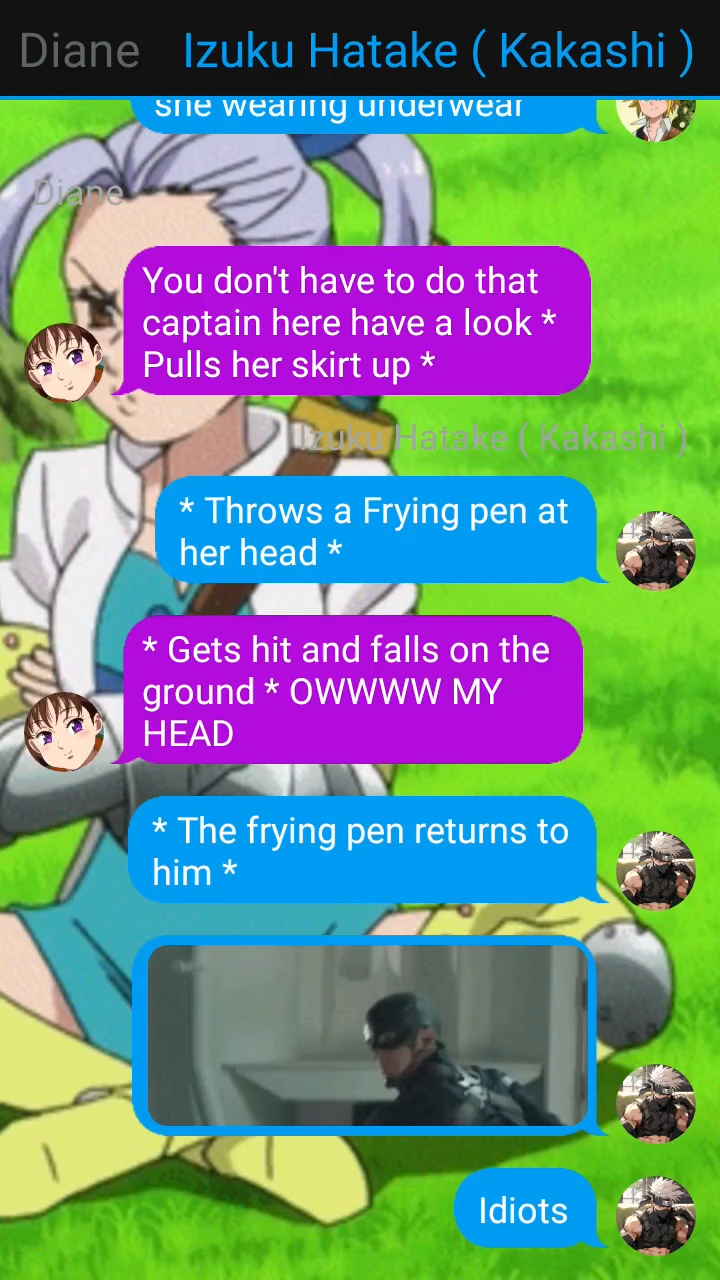 Diane Izuku Hatake ( Kakashi )
she wearing underwear
Diane
You don't have to do that
captain here have a look *
Pulls her skirt up *
Izuku Hatake ( Kakashi )
* Throws a Frying pen at
her head *
* Gets hit and falls on the
ground * OWWWW MY
HEAD
* The frying pen returns to
him *
Idiots